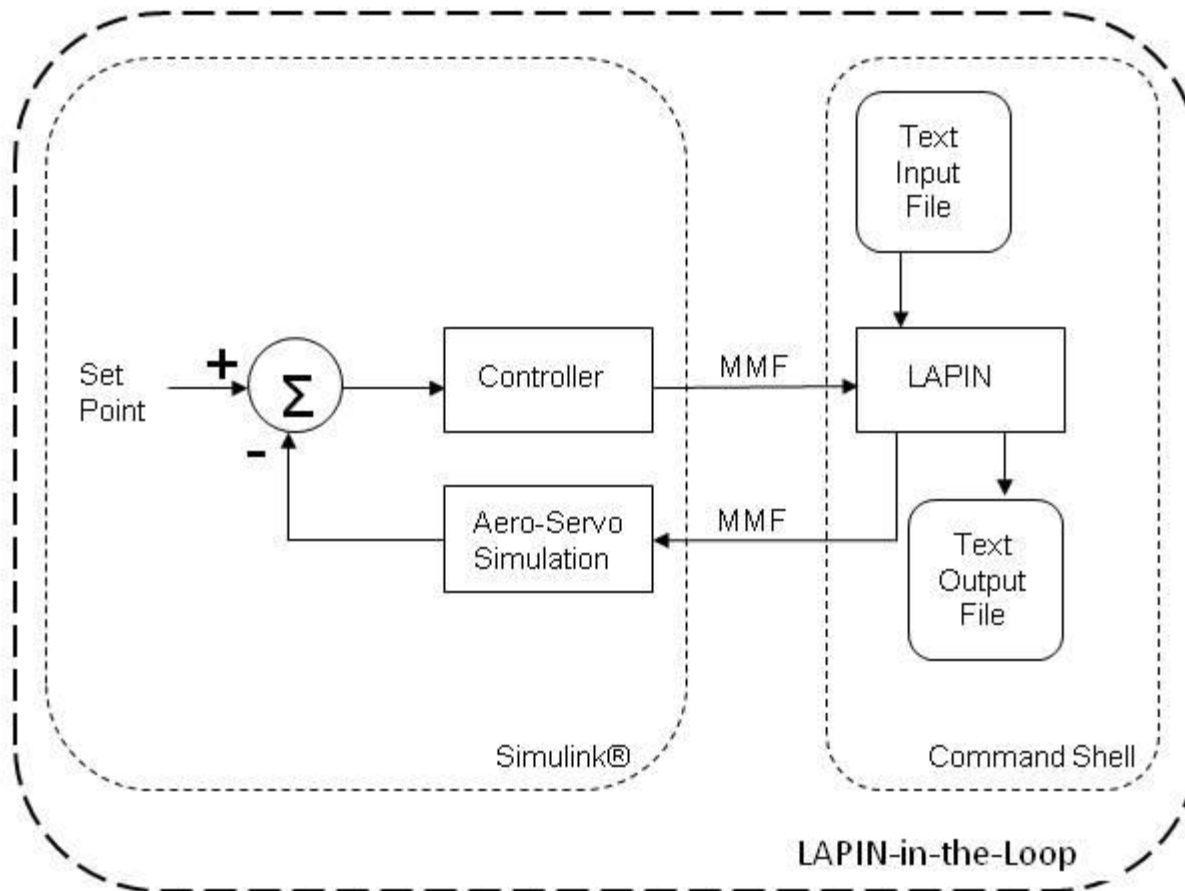 Text
Input
File
Set
Point
+
Σ
-
Controller
MMF
LAPIN
Aero-Servo
Simulation
MMF
Text
Output
File
Simulink®
Command Shell
LAPIN-in-the-Loop